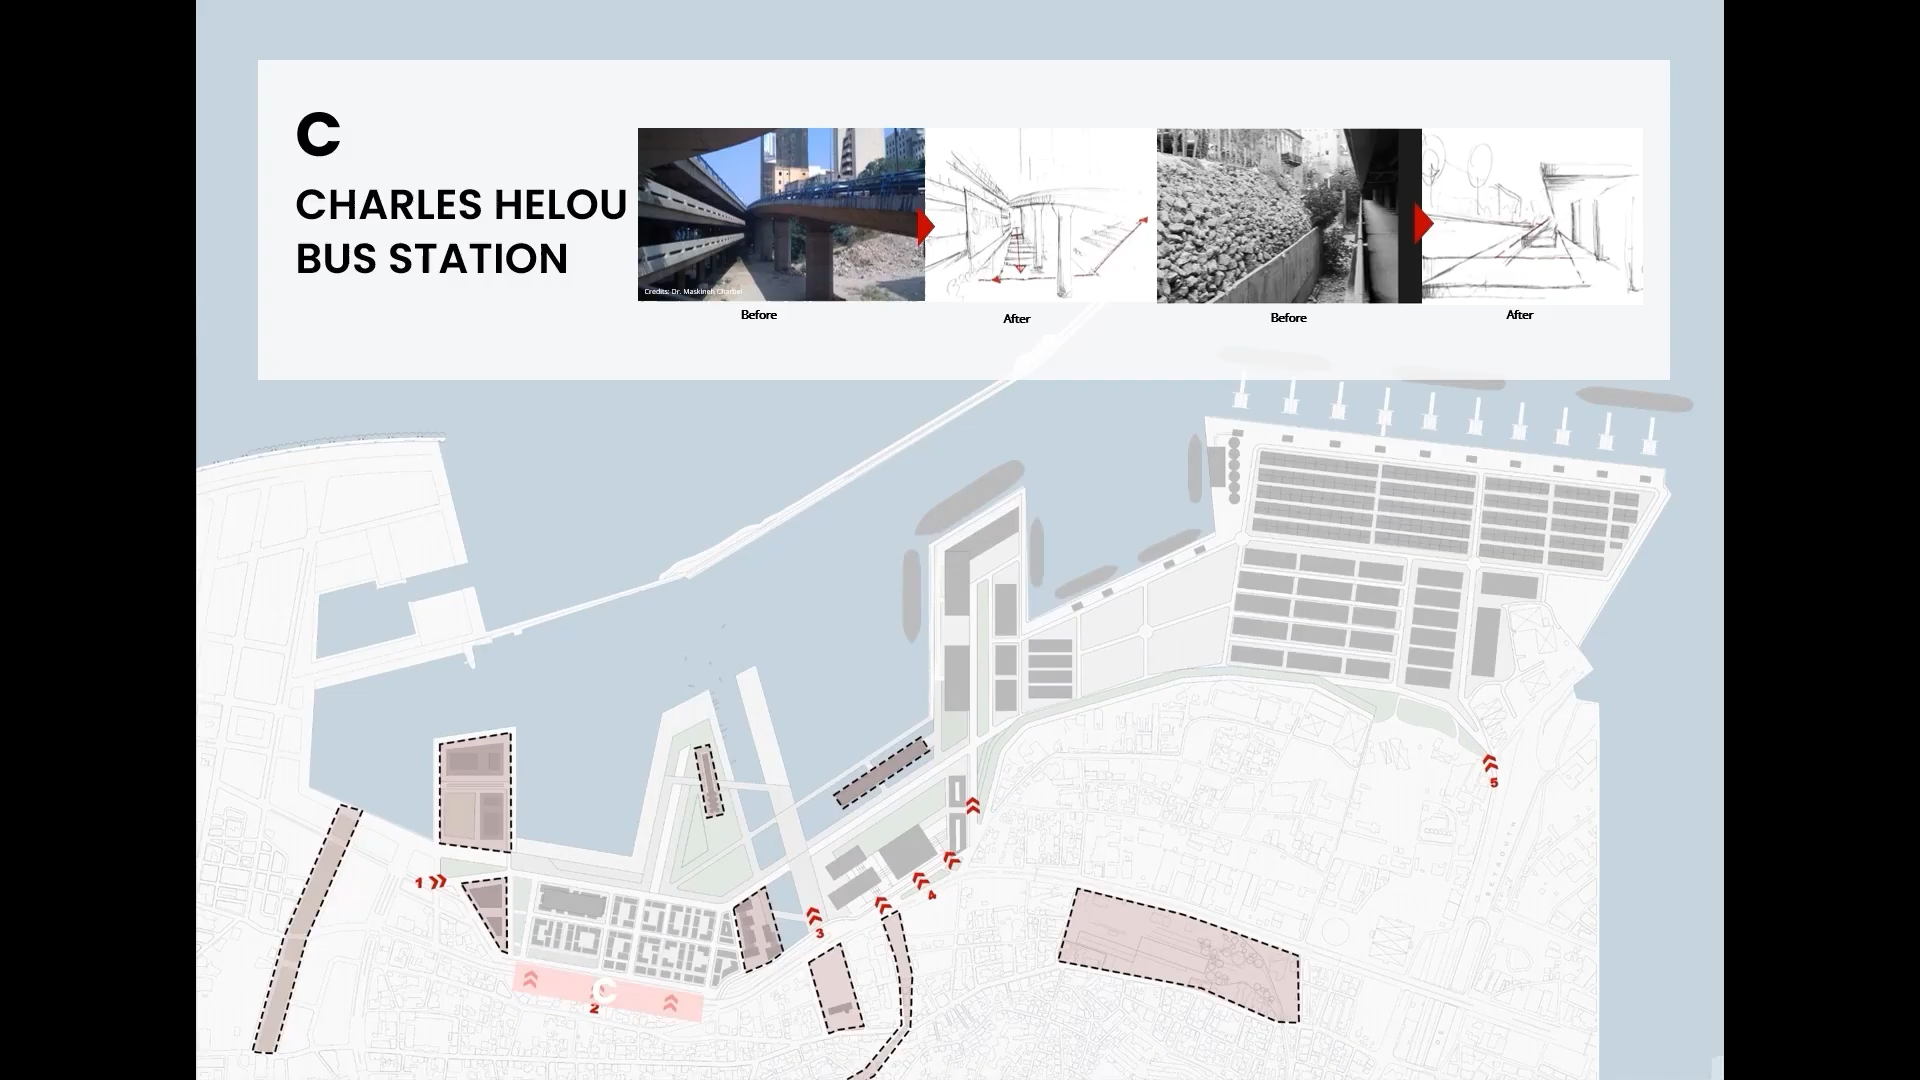 C
CHARLES HELOU
BUS STATION
Credits: Dr. Maskineh Charbel
Before
After
Before
After
5
1
4
3
C
2